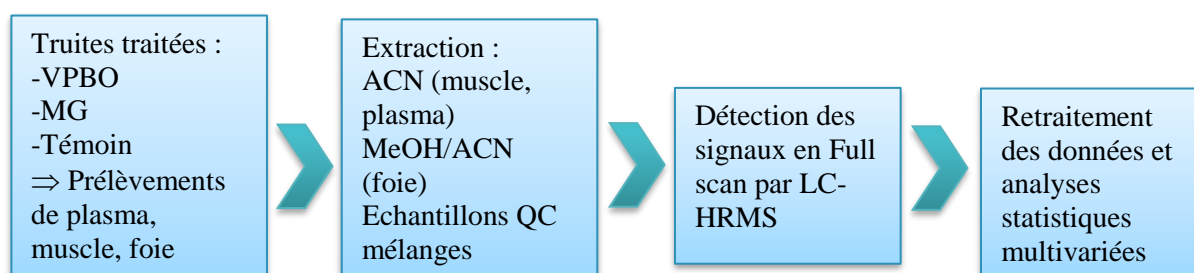 Truites traitées :
-VPBO
-MG
-Témoin
⇒ Prélèvements
de plasma,
muscle, foie
Extraction :
ACN (muscle,
plasma)
MeOH/ACN
(foie)
Echantillons QC
mélanges
Détection des
signaux en Full
scan par LC-
HRMS
Retraitement
des données et
analyses
statistiques
multivariées